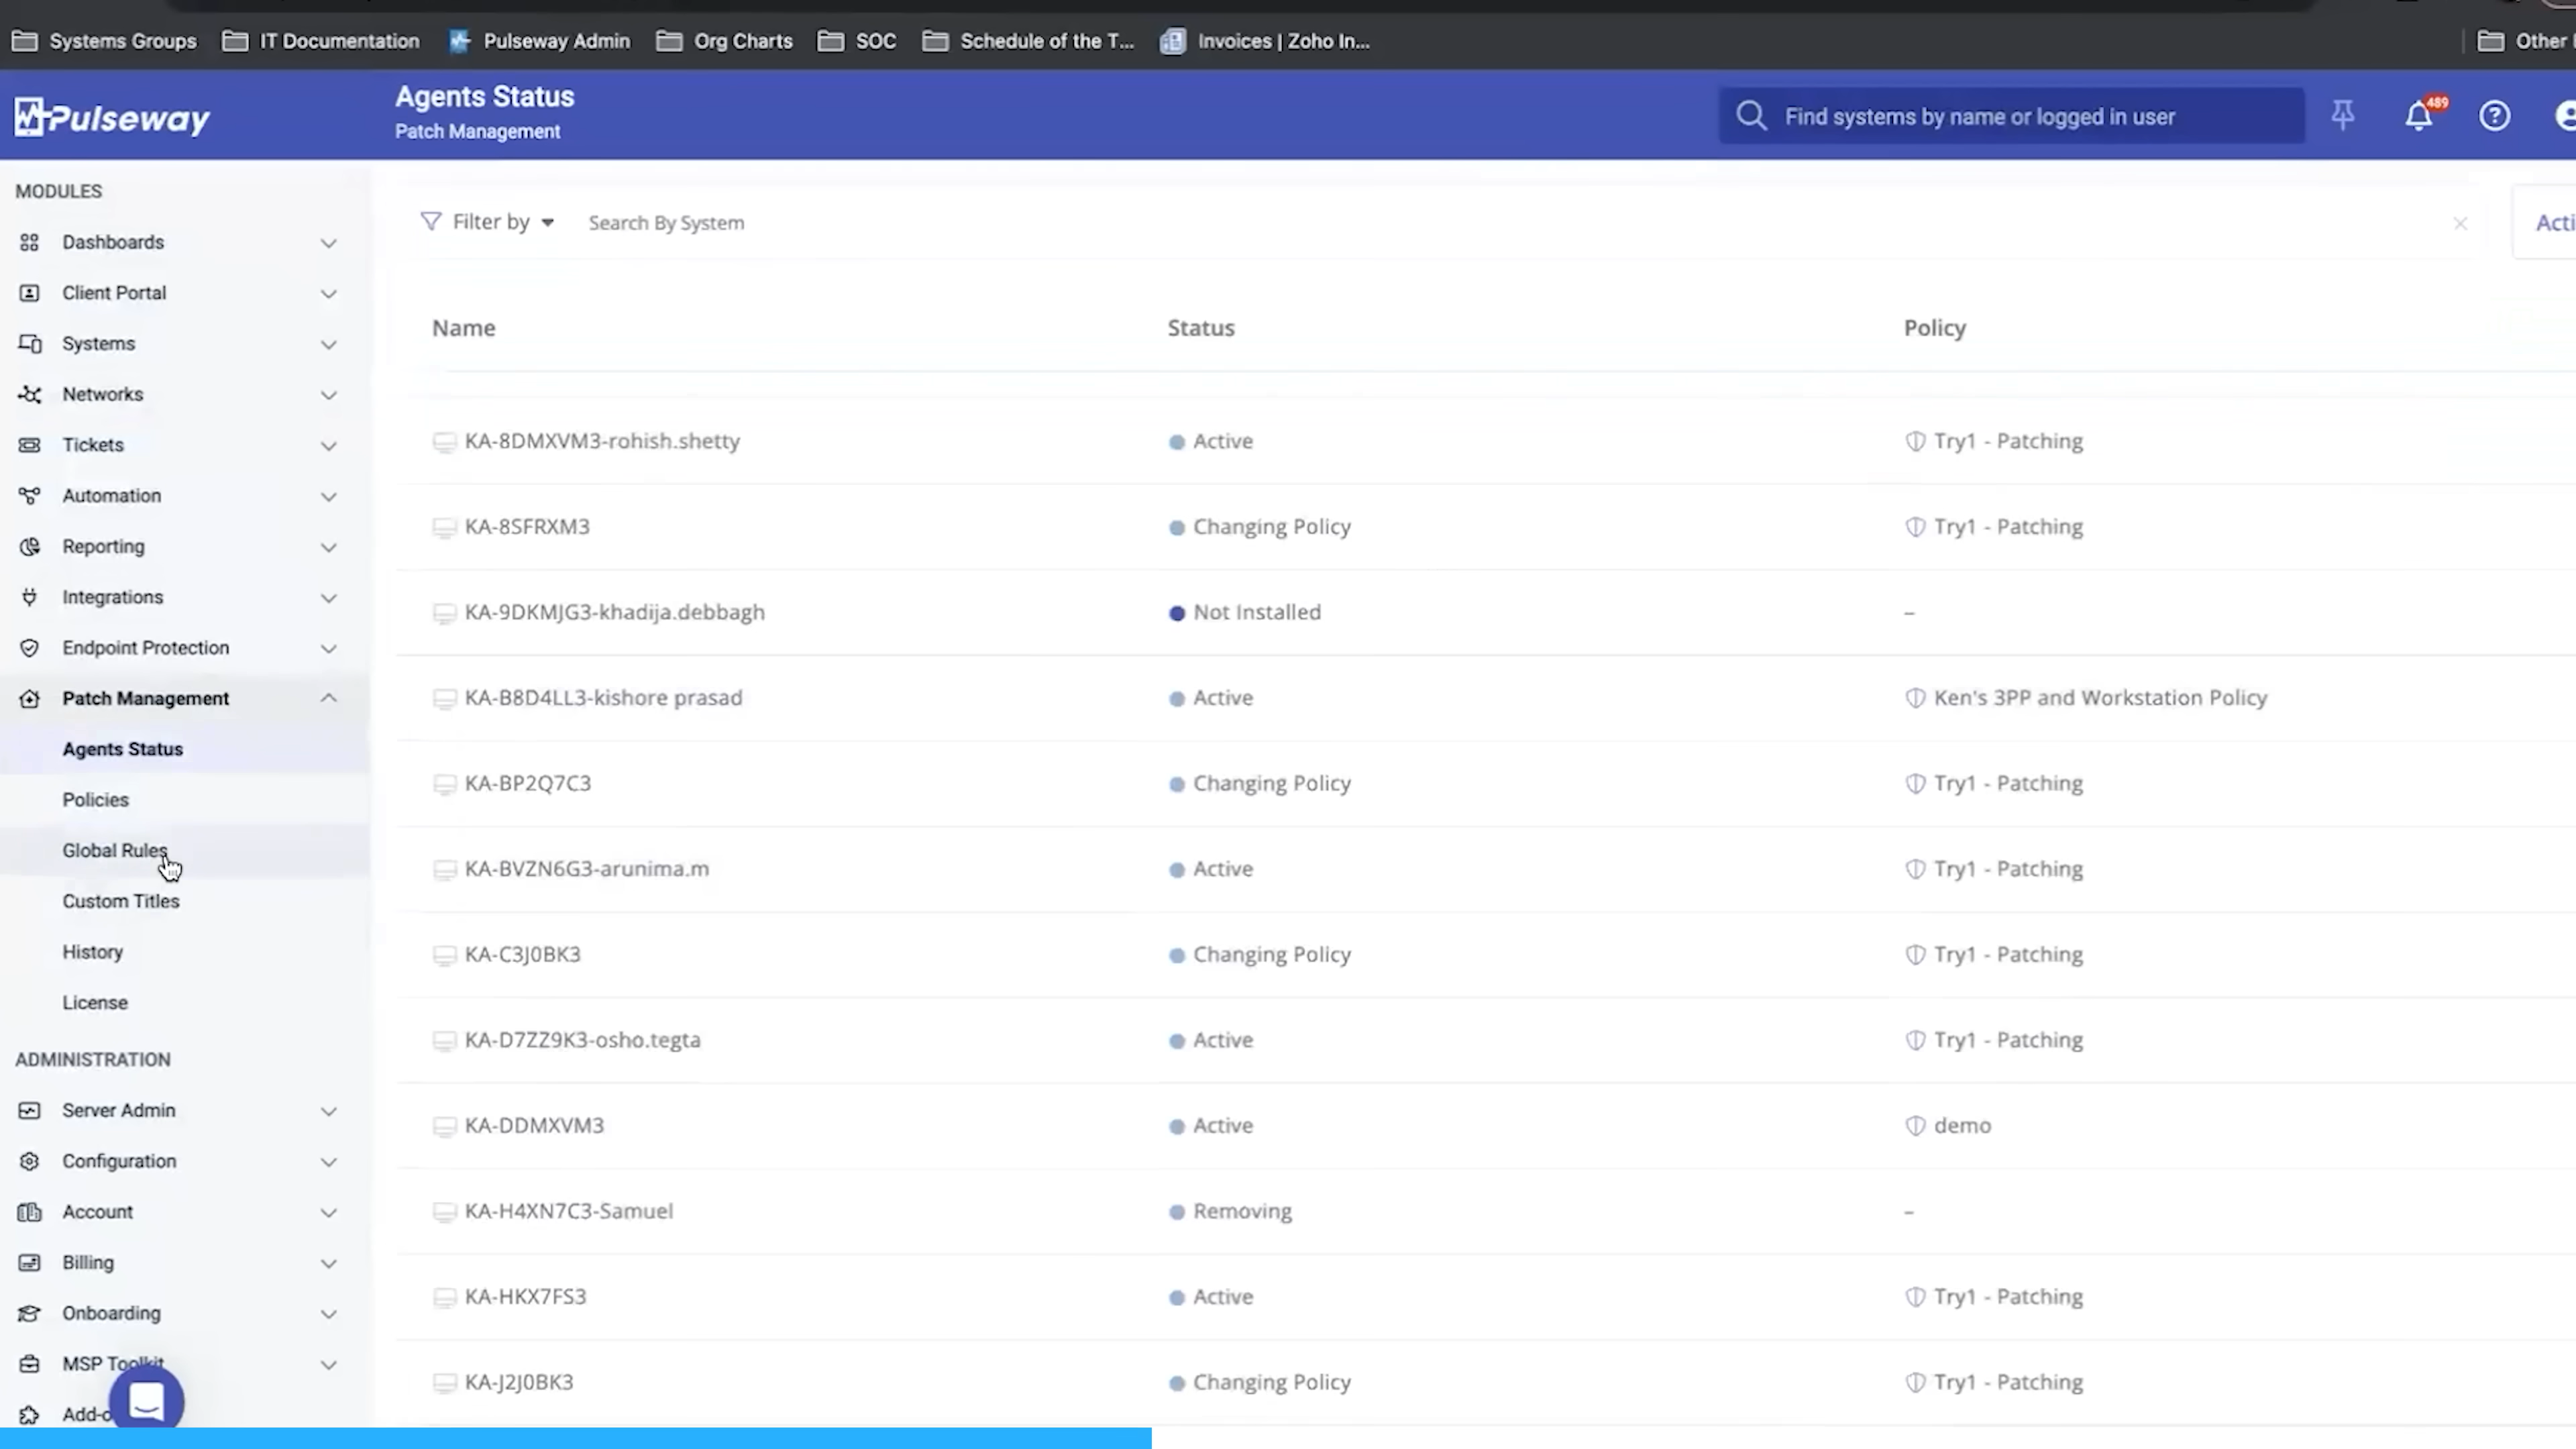 Systems Groups IT Documentation Pulseway Admin Org Charts SOC Schedule of the T... Invoices | Zoho In... Other
Pulseway
Agents Status
Patch Management
Find systems by name or logged in user
489
MODULES
Dashboards
Client Portal
Systems
Networks
Tickets
Automation
Reporting
Integrations
Endpoint Protection
Patch Management
Agents Status
Policies
Global Rules
Custom Titles
History
License
ADMINISTRATION
Server Admin
Configuration
Account
Billing
Onboarding
MSP Toolkit
Add-o
Filter by Search By System Acti
Name Status Policy
KA-8DMXVM3-rohish.shetty Active Try1 - Patching
KA-8SFRXM3 Changing Policy Try1 - Patching
KA-9DKMJG3-khadija.debbagh Not Installed –
KA-B8D4LL3-kishore prasad Active Ken's 3PP and Workstation Policy
KA-BP2Q7C3 Changing Policy Try1 - Patching
KA-BVZN6G3-arunima.m Active Try1 - Patching
KA-C3J0BK3 Changing Policy Try1 - Patching
KA-D7ZZ9K3-osho.tegta Active Try1 - Patching
KA-DDMXVM3 Active demo
KA-H4XN7C3-Samuel Removing –
KA-HKX7FS3 Active Try1 - Patching
KA-J2J0BK3 Changing Policy Try1 - Patching